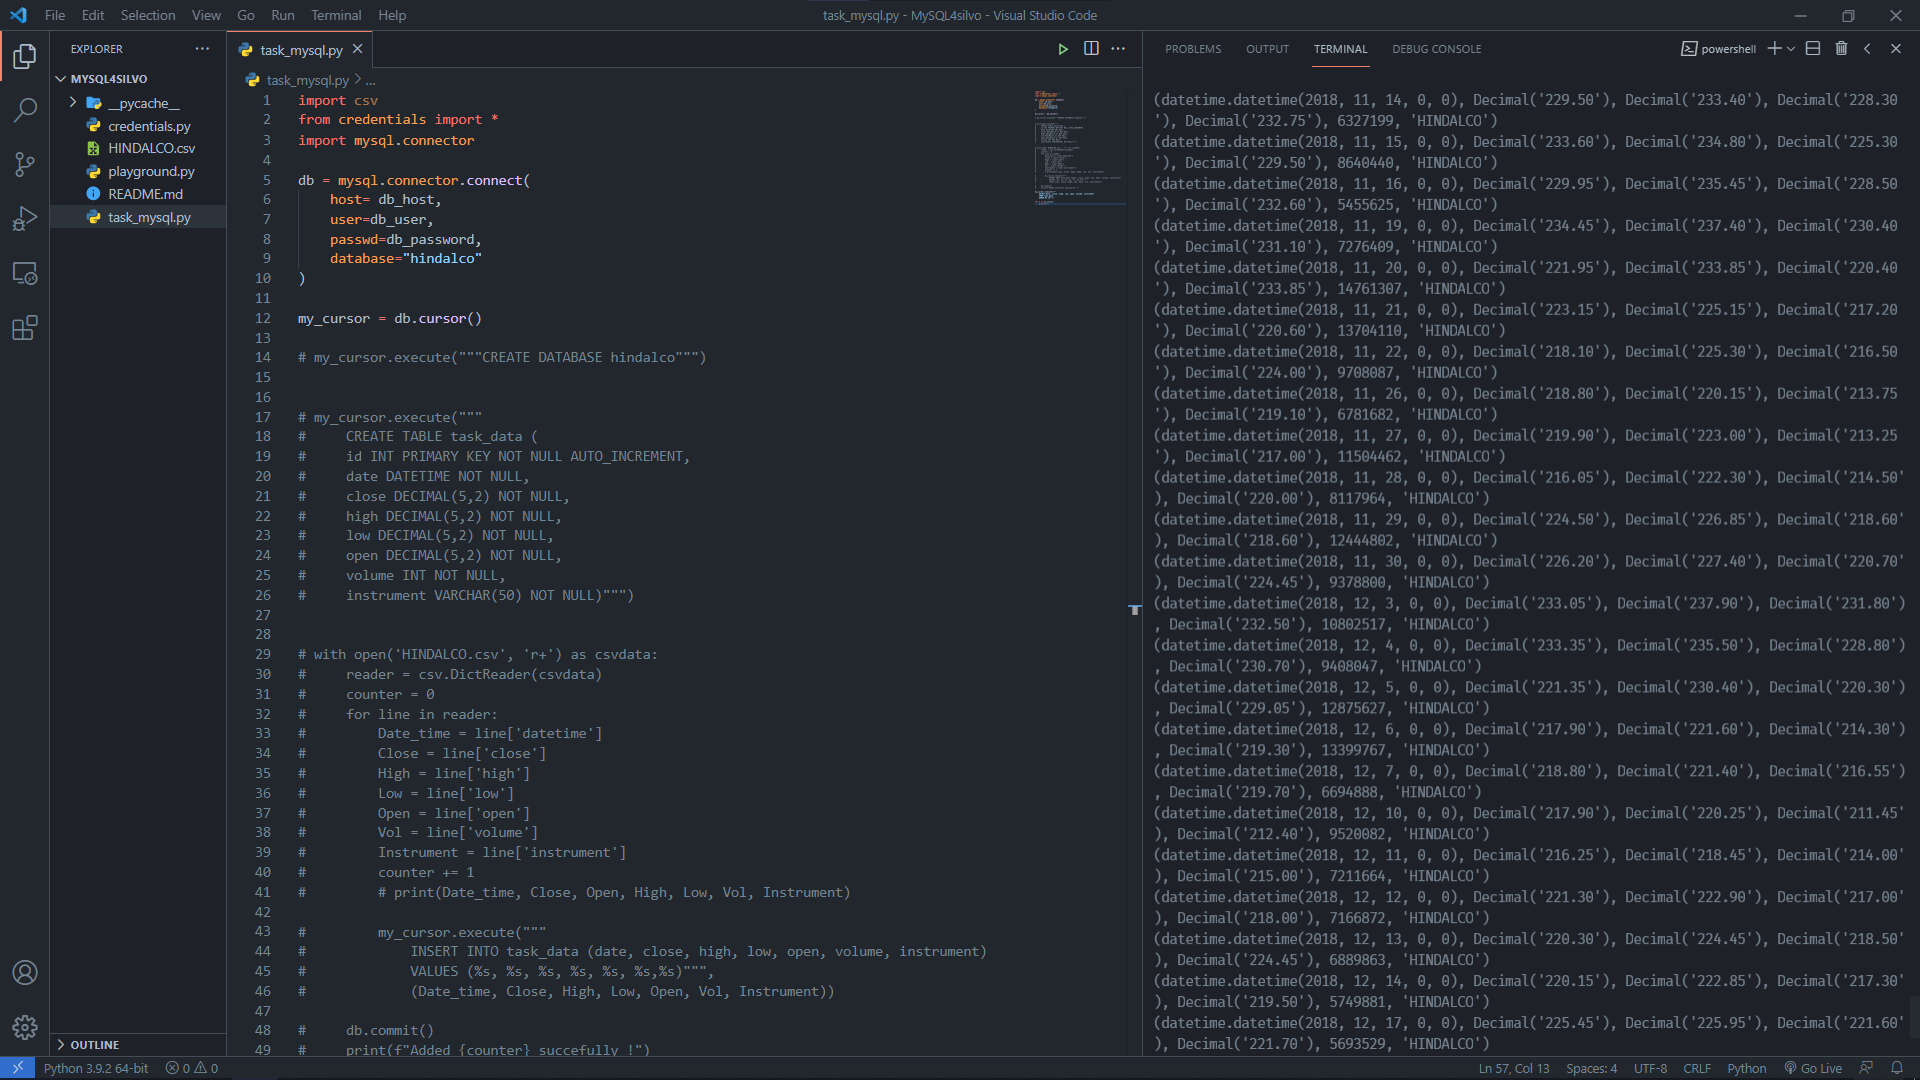 File Edit Selection View Go Run Terminal Help
task_mysql.py - MySQL4silvo - Visual Studio Code
EXPLORER
MYSQL4SILVO
__pycache__
credentials.py
HINDALCO.csv
playground.py
README.md
task_mysql.py
OUTLINE
task_mysql.py
task_mysql.py > ...
1 import csv
2 from credentials import *
3 import mysql.connector
4
5 db = mysql.connector.connect(
6     host= db_host,
7     user=db_user,
8     passwd=db_password,
9     database="hindalco"
10 )
11
12 my_cursor = db.cursor()
13
14 # my_cursor.execute("""CREATE DATABASE hindalco""")
15
16
17 # my_cursor.execute("""
18 #     CREATE TABLE task_data (
19 #     id INT PRIMARY KEY NOT NULL AUTO_INCREMENT,
20 #     date DATETIME NOT NULL,
21 #     close DECIMAL(5,2) NOT NULL,
22 #     high DECIMAL(5,2) NOT NULL,
23 #     low DECIMAL(5,2) NOT NULL,
24 #     open DECIMAL(5,2) NOT NULL,
25 #     volume INT NOT NULL,
26 #     instrument VARCHAR(50) NOT NULL)""")
27
28
29 # with open('HINDALCO.csv', 'r+') as csvdata:
30 #     reader = csv.DictReader(csvdata)
31 #     counter = 0
32 #     for line in reader:
33 #         Date_time = line['datetime']
34 #         Close = line['close']
35 #         High = line['high']
36 #         Low = line['low']
37 #         Open = line['open']
38 #         Vol = line['volume']
39 #         Instrument = line['instrument']
40 #         counter += 1
41 #         # print(Date_time, Close, Open, High, Low, Vol, Instrument)
42
43 #         my_cursor.execute("""
44 #             INSERT INTO task_data (date, close, high, low, open, volume, instrument)
45 #             VALUES (%s, %s, %s, %s, %s, %s,%s)""",
46 #             (Date_time, Close, High, Low, Open, Vol, Instrument))
47
48 #     db.commit()
49 #     print(f"Added {counter} succefully !")
PROBLEMS OUTPUT TERMINAL DEBUG CONSOLE
powershell
(datetime.datetime(2018, 11, 14, 0, 0), Decimal('229.50'), Decimal('233.40'), Decimal('228.30
'), Decimal('232.75'), 6327199, 'HINDALCO')
(datetime.datetime(2018, 11, 15, 0, 0), Decimal('233.60'), Decimal('234.80'), Decimal('225.30
'), Decimal('229.50'), 8640440, 'HINDALCO')
(datetime.datetime(2018, 11, 16, 0, 0), Decimal('229.95'), Decimal('235.45'), Decimal('228.50
'), Decimal('232.60'), 5455625, 'HINDALCO')
(datetime.datetime(2018, 11, 19, 0, 0), Decimal('234.45'), Decimal('237.40'), Decimal('230.40
'), Decimal('231.10'), 7276409, 'HINDALCO')
(datetime.datetime(2018, 11, 20, 0, 0), Decimal('221.95'), Decimal('233.85'), Decimal('220.40
'), Decimal('233.85'), 14761307, 'HINDALCO')
(datetime.datetime(2018, 11, 21, 0, 0), Decimal('223.15'), Decimal('225.15'), Decimal('217.20
'), Decimal('220.60'), 13704110, 'HINDALCO')
(datetime.datetime(2018, 11, 22, 0, 0), Decimal('218.10'), Decimal('225.30'), Decimal('216.50
'), Decimal('224.00'), 9708087, 'HINDALCO')
(datetime.datetime(2018, 11, 26, 0, 0), Decimal('218.80'), Decimal('220.15'), Decimal('213.75
'), Decimal('219.10'), 6781682, 'HINDALCO')
(datetime.datetime(2018, 11, 27, 0, 0), Decimal('219.90'), Decimal('223.00'), Decimal('213.25
'), Decimal('217.00'), 11504462, 'HINDALCO')
(datetime.datetime(2018, 11, 28, 0, 0), Decimal('216.05'), Decimal('222.30'), Decimal('214.50'
), Decimal('220.00'), 8117964, 'HINDALCO')
(datetime.datetime(2018, 11, 29, 0, 0), Decimal('224.50'), Decimal('226.85'), Decimal('218.60'
), Decimal('218.60'), 12444802, 'HINDALCO')
(datetime.datetime(2018, 11, 30, 0, 0), Decimal('226.20'), Decimal('227.40'), Decimal('220.70'
), Decimal('224.45'), 9378800, 'HINDALCO')
(datetime.datetime(2018, 12, 3, 0, 0), Decimal('233.05'), Decimal('237.90'), Decimal('231.80')
, Decimal('232.50'), 10802517, 'HINDALCO')
(datetime.datetime(2018, 12, 4, 0, 0), Decimal('233.35'), Decimal('235.50'), Decimal('228.80')
, Decimal('230.70'), 9408047, 'HINDALCO')
(datetime.datetime(2018, 12, 5, 0, 0), Decimal('221.35'), Decimal('230.40'), Decimal('220.30')
, Decimal('229.05'), 12875627, 'HINDALCO')
(datetime.datetime(2018, 12, 6, 0, 0), Decimal('217.90'), Decimal('221.60'), Decimal('214.30')
, Decimal('219.30'), 13399767, 'HINDALCO')
(datetime.datetime(2018, 12, 7, 0, 0), Decimal('218.80'), Decimal('221.40'), Decimal('216.55')
, Decimal('219.70'), 6694888, 'HINDALCO')
(datetime.datetime(2018, 12, 10, 0, 0), Decimal('217.90'), Decimal('220.25'), Decimal('211.45'
), Decimal('212.40'), 9520082, 'HINDALCO')
(datetime.datetime(2018, 12, 11, 0, 0), Decimal('216.25'), Decimal('218.45'), Decimal('214.00'
), Decimal('215.00'), 7211664, 'HINDALCO')
(datetime.datetime(2018, 12, 12, 0, 0), Decimal('221.30'), Decimal('222.90'), Decimal('217.00'
), Decimal('218.00'), 7166872, 'HINDALCO')
(datetime.datetime(2018, 12, 13, 0, 0), Decimal('220.30'), Decimal('224.45'), Decimal('218.50'
), Decimal('224.45'), 6889863, 'HINDALCO')
(datetime.datetime(2018, 12, 14, 0, 0), Decimal('220.15'), Decimal('222.85'), Decimal('217.30'
), Decimal('219.50'), 5749881, 'HINDALCO')
(datetime.datetime(2018, 12, 17, 0, 0), Decimal('225.45'), Decimal('225.95'), Decimal('221.60'
), Decimal('221.70'), 5693529, 'HINDALCO')
Python 3.9.2 64-bit 0 0 Ln 57, Col 13 Spaces: 4 UTF-8 CRLF Python Go Live